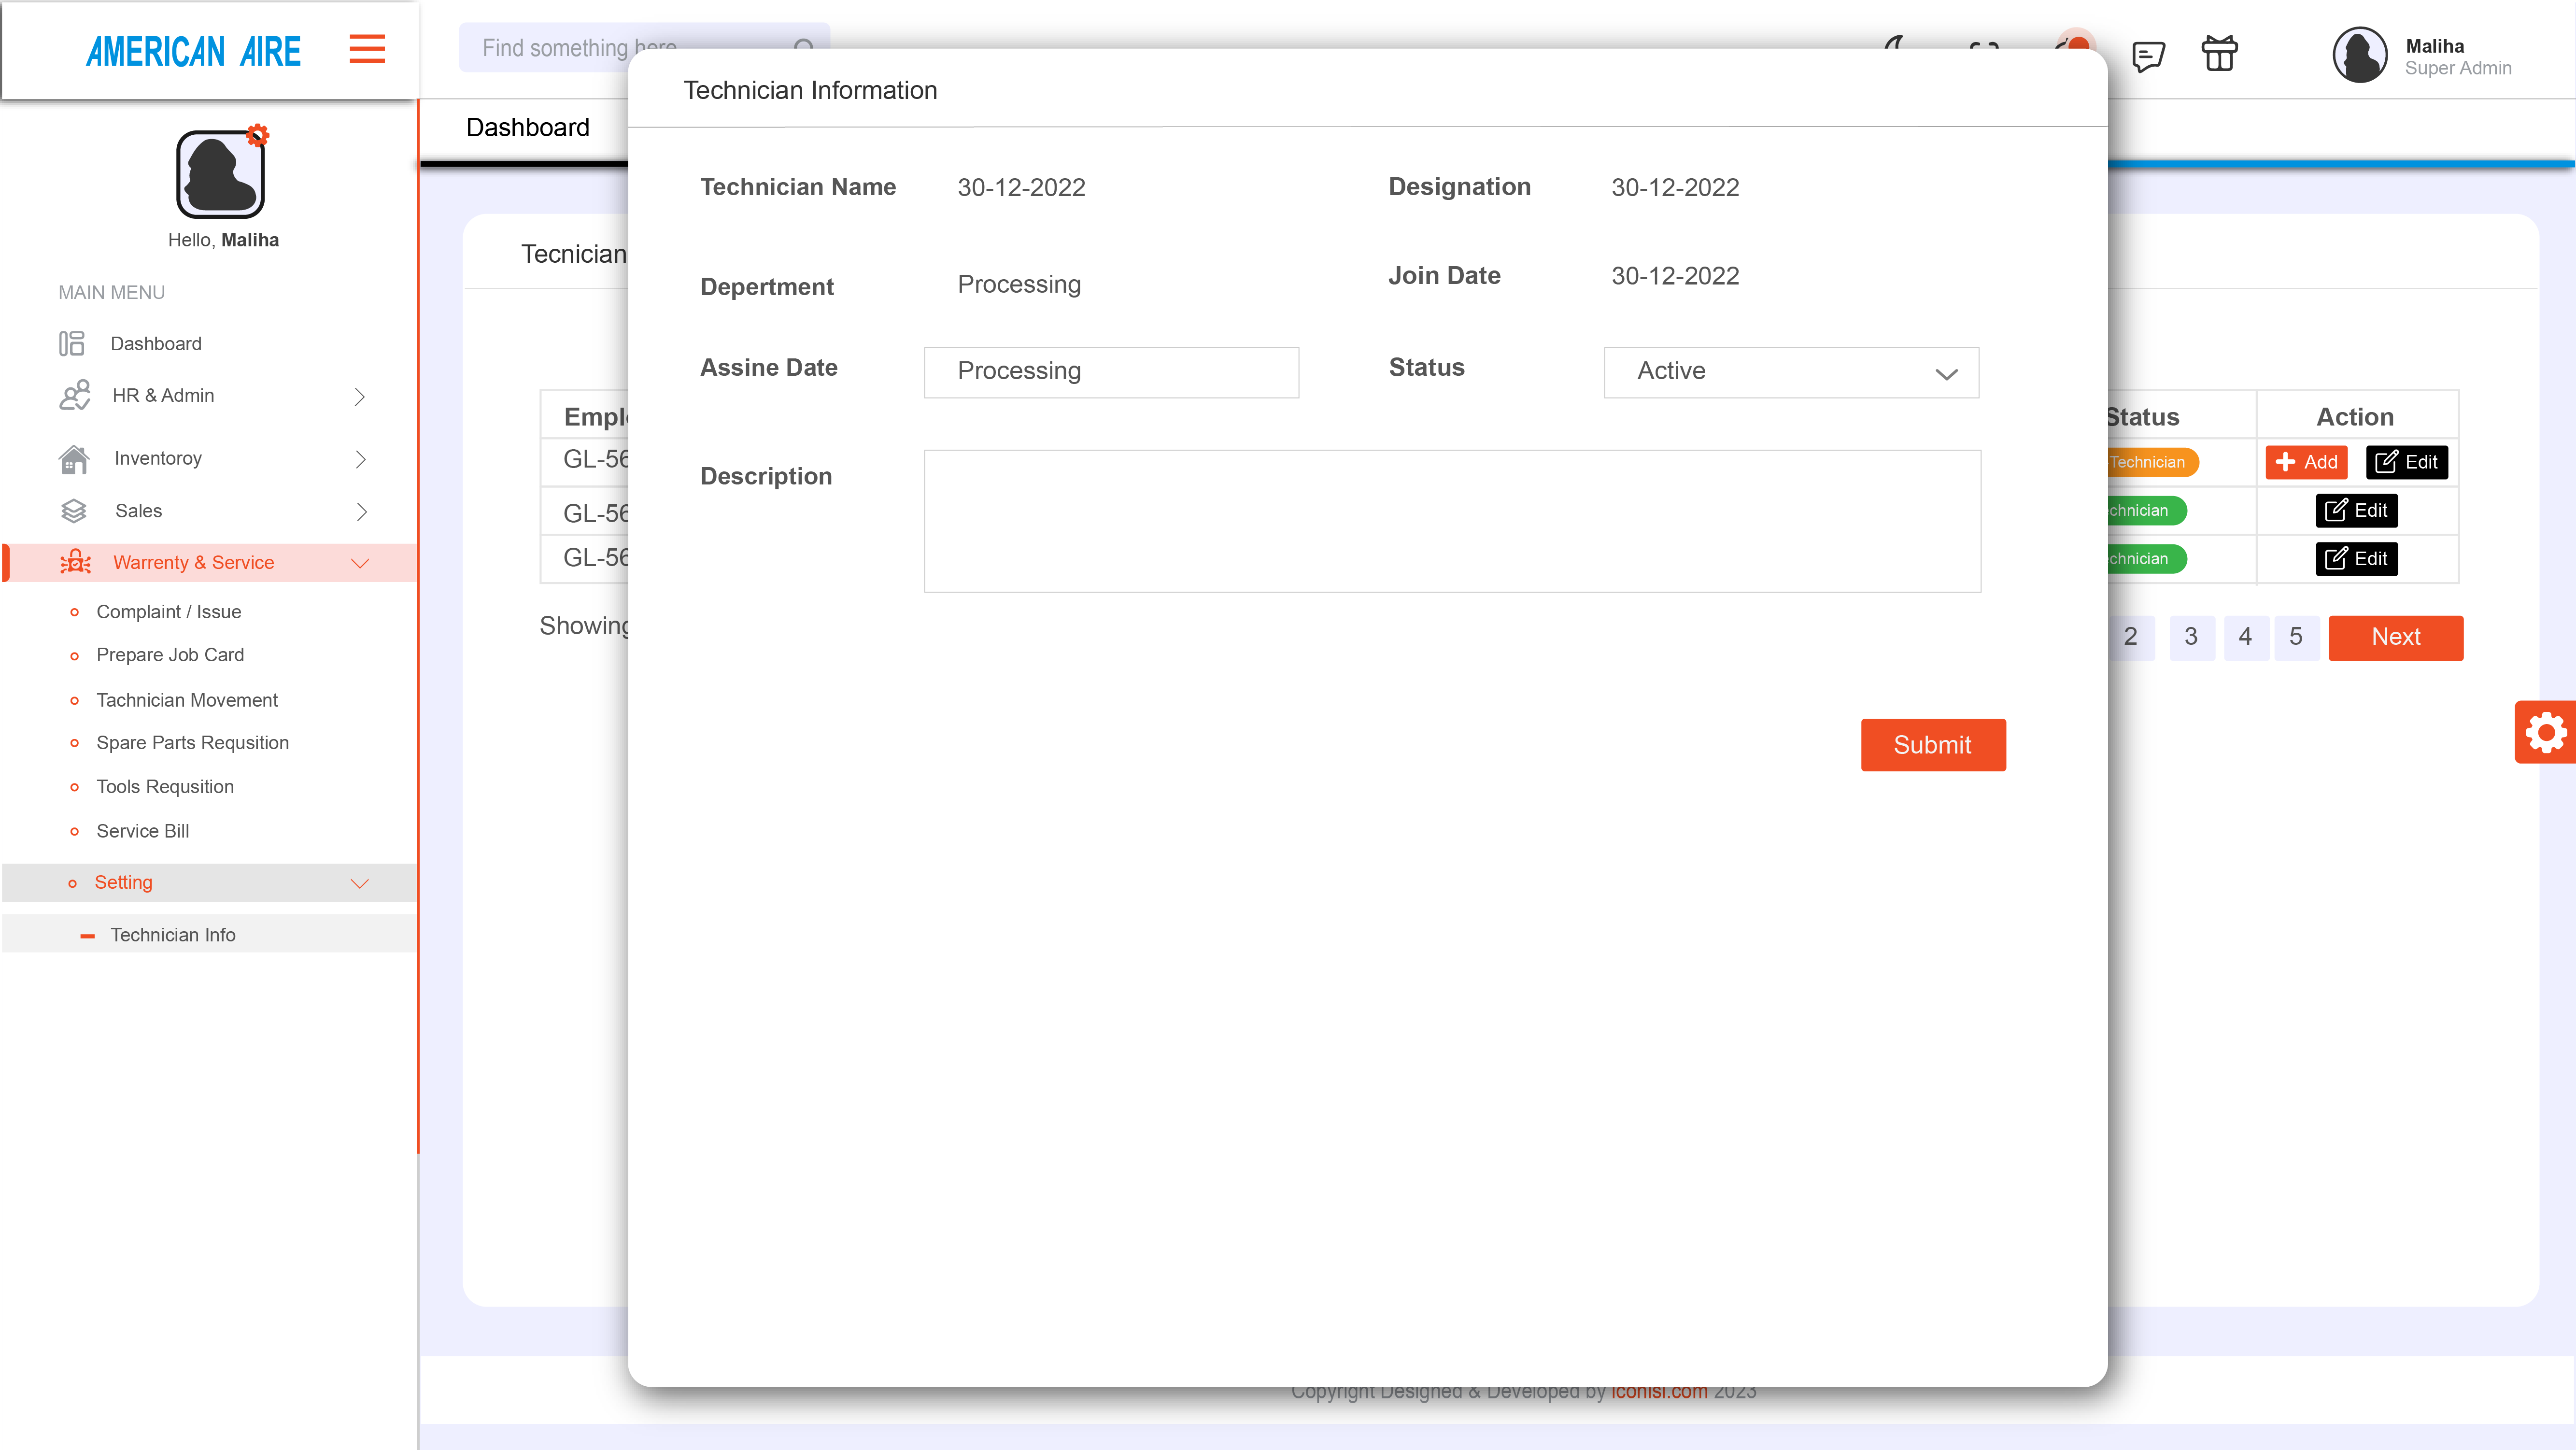 AMERICAN AIRE
Find something here
Maliha
Super Admin
Dashboard
Hello, Maliha
MAIN MENU
Dashboard
HR & Admin
Inventoroy
Sales
Warrenty & Service
Complaint / Issue
Prepare Job Card
Tachnician Movement
Spare Parts Requsition
Tools Requsition
Service Bill
Setting
Technician Info
Tecnician
Technician Information
Technician Name 30-12-2022 Designation 30-12-2022
Depertment Processing Join Date 30-12-2022
Assine Date Processing Status Active
Description
Submit
Status Action
GL-56 Technician Add Edit
GL-56 Edit
GL-56 Edit
Showing 2 3 4 5 Next
Copyright Designed & Developed by iconisl.com 2023